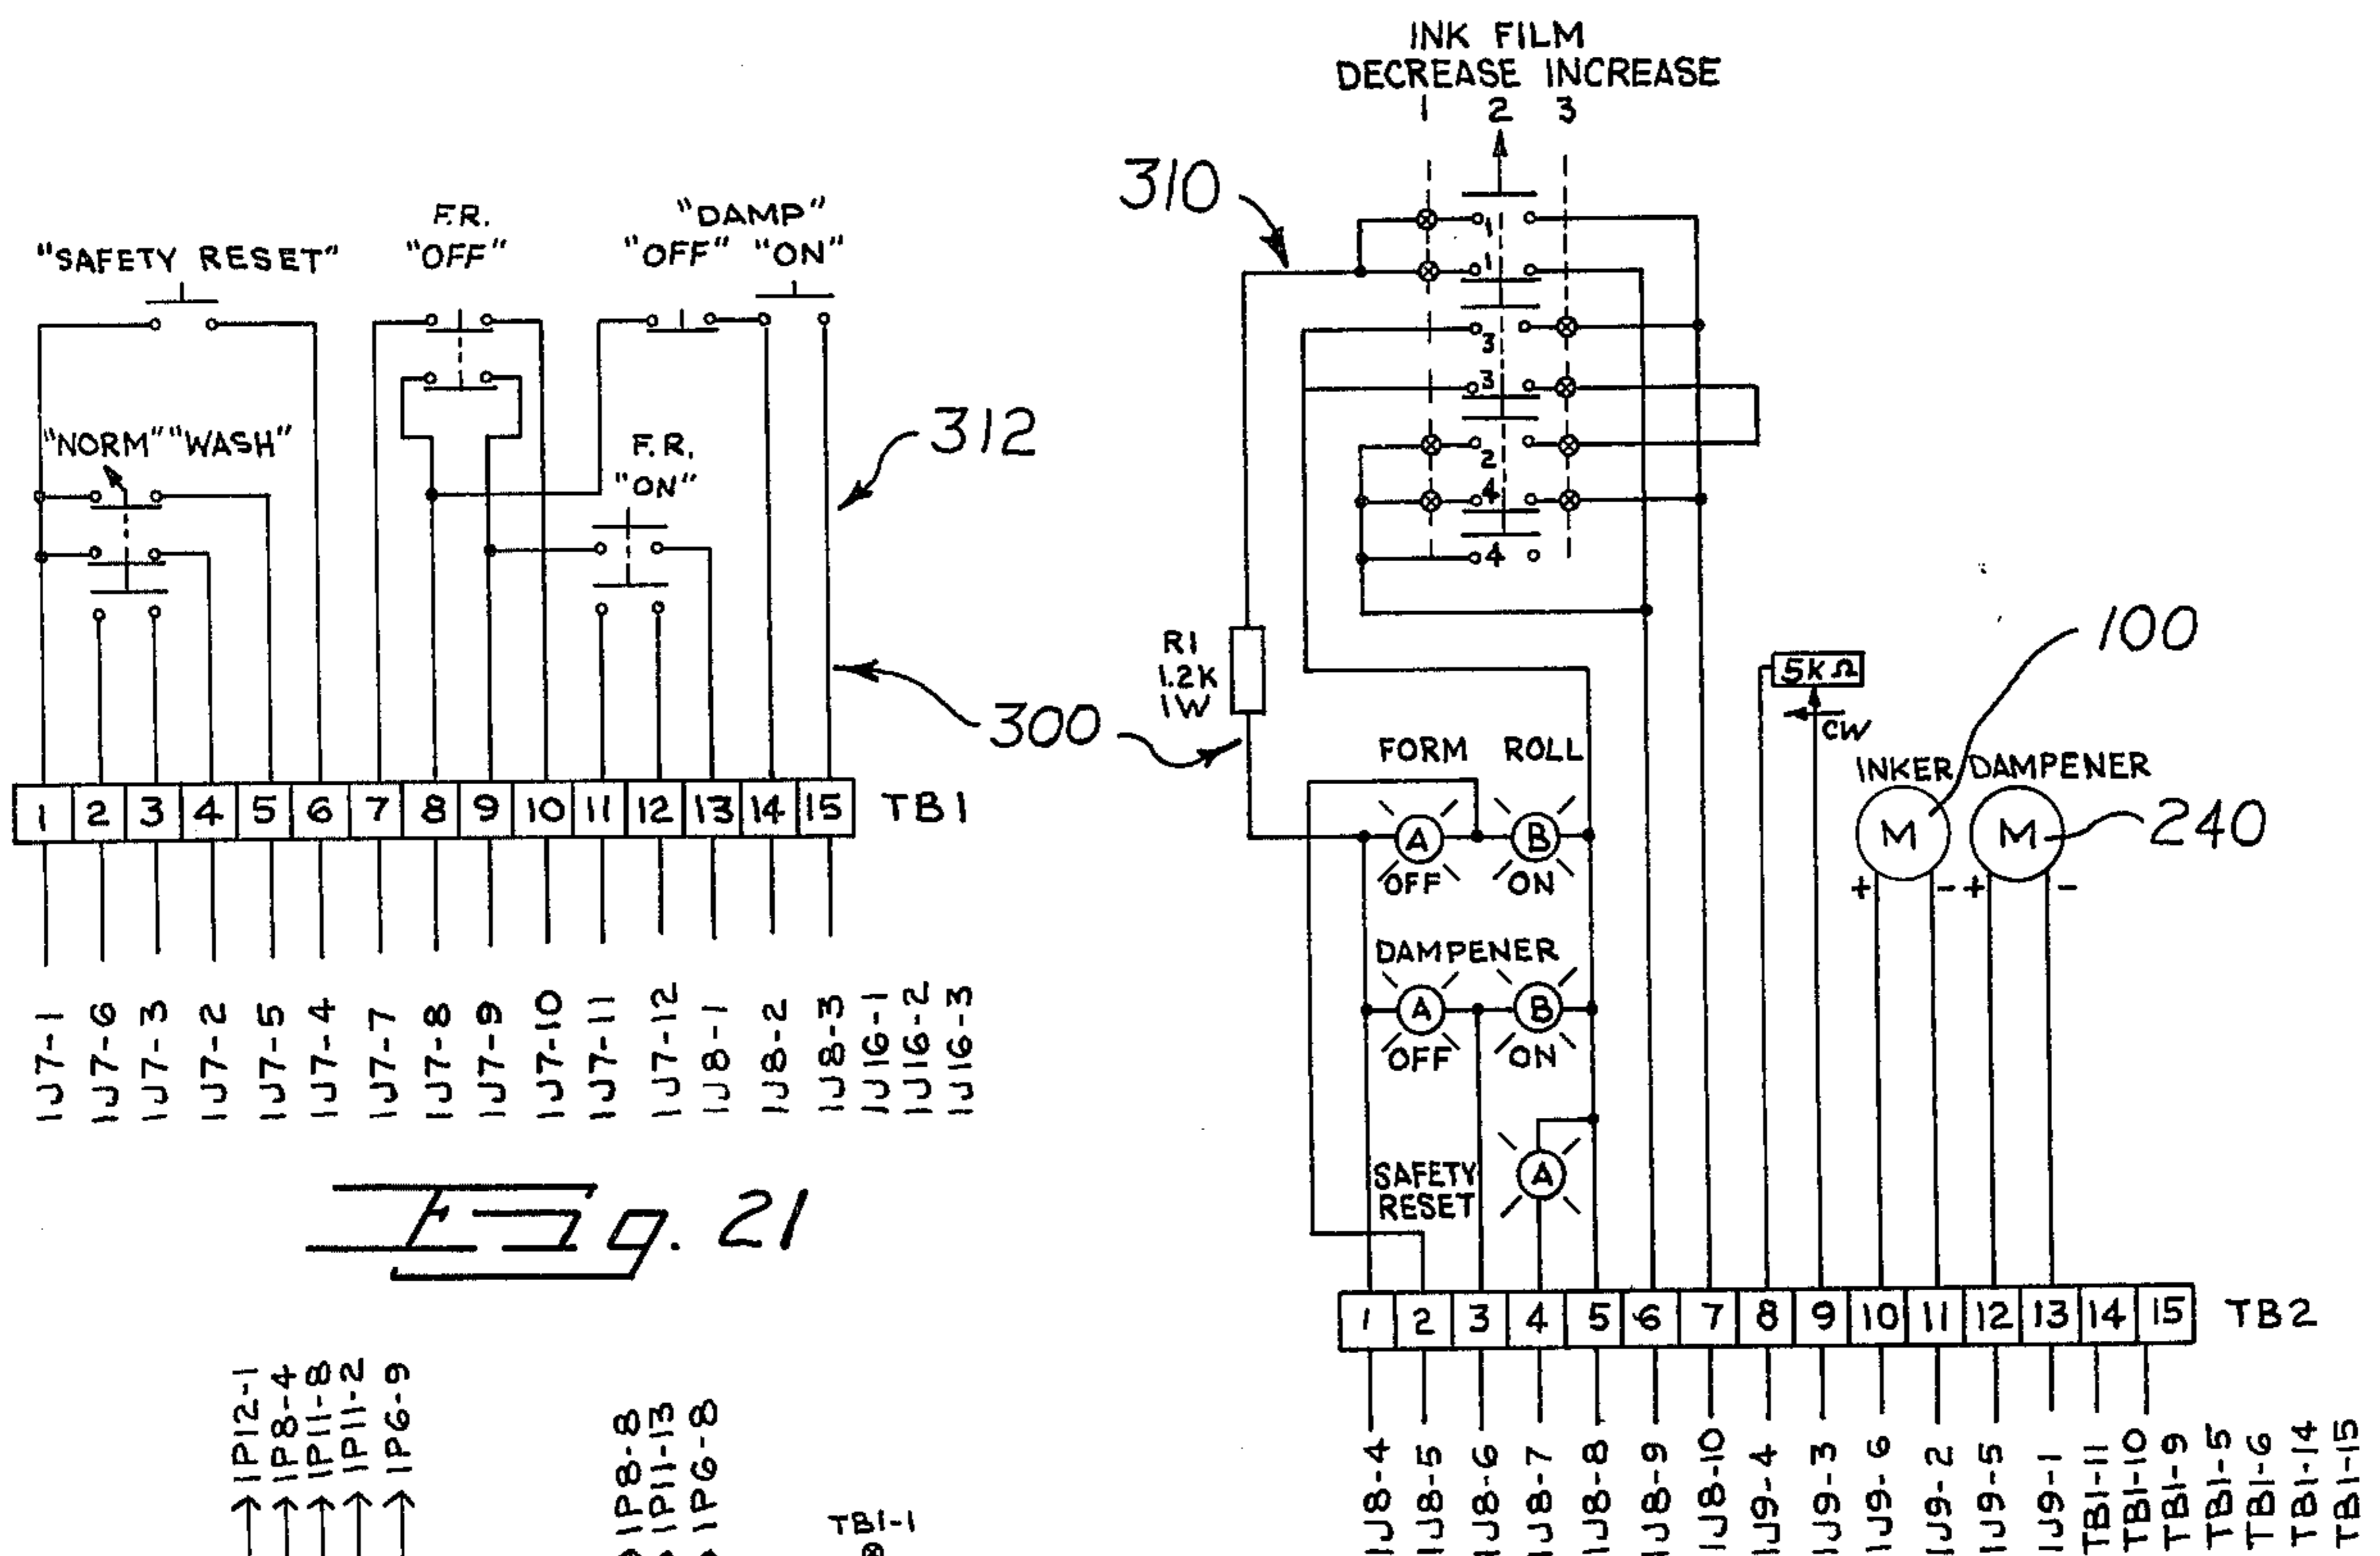 INK FILM
DECREASE INCREASE
1 2 3
310
"SAFETY RESET"
F.R.
"OFF"
"DAMP"
"OFF" "ON"
"NORM" "WASH"
F.R.
"ON"
312
300
1
1
3
3
2
4
4
R1
1.2K
1W
5KΩ
CW
100
FORM ROLL
A B
OFF ON
INKER DAMPENER
M M
+ - + -
240
DAMPENER
A B
OFF ON
SAFETY
RESET
A
1 2 3 4 5 6 7 8 9 10 11 12 13 14 15 TB1
1J7-1
1J7-6
1J7-3
1J7-2
1J7-5
1J7-4
1J7-7
1J7-8
1J7-9
1J7-10
1J7-11
1J7-12
1J8-1
1J8-2
1J8-3
1J16-1
1J16-2
1J16-3
Fig. 21
1 2 3 4 5 6 7 8 9 10 11 12 13 14 15 TB2
1J8-4
1J8-5
1J8-6
1J8-7
1J8-8
1J8-9
1J8-10
1J9-4
1J9-3
1J9-6
1J9-2
1J9-5
1J9-1
TB1-11
TB1-10
TB1-9
TB1-5
TB1-6
TB1-14
TB1-15
1P12-1
1P8-4
1P11-8
1P11-2
1P6-9
1P8-8
1P11-13
1P6-8
TB1-1